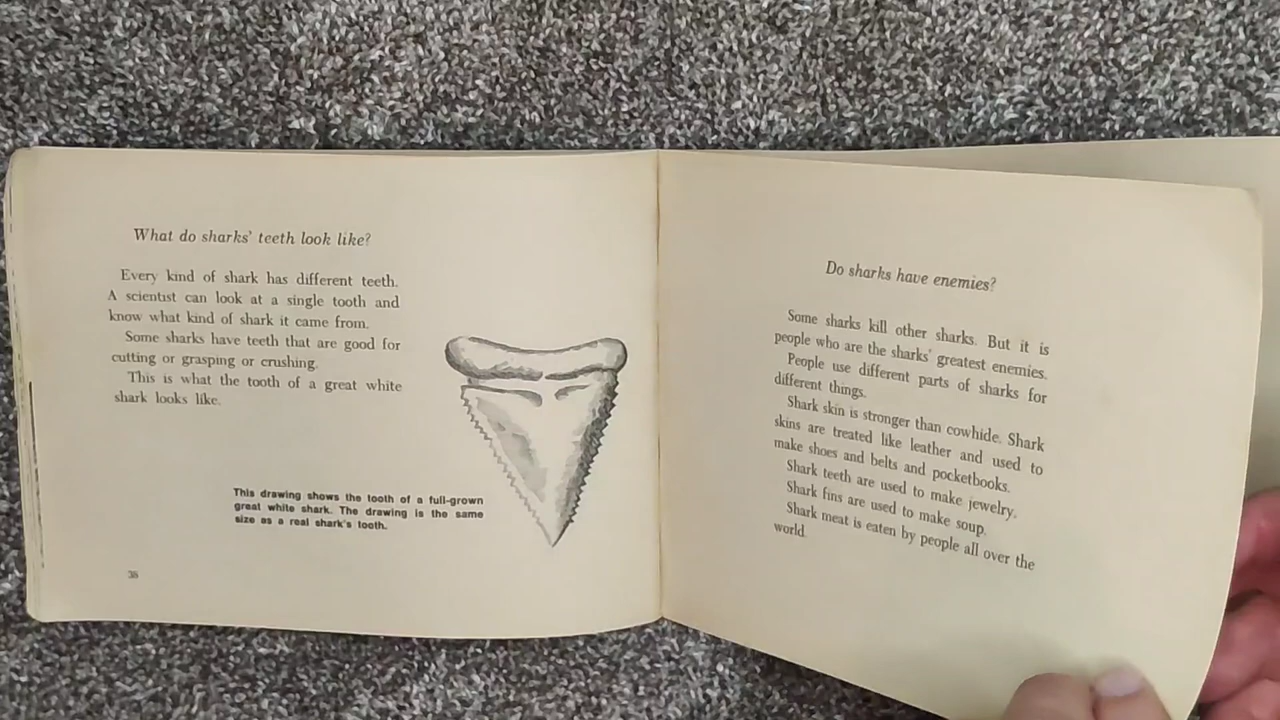 What do sharks' teeth look like?
Every kind of shark has different teeth.
A scientist can look at a single tooth and
know what kind of shark it came from.
Some sharks have teeth that are good for
cutting or grasping or crushing.
This is what the tooth of a great white
shark looks like.
This drawing shows the tooth of a full-grown
great white shark. The drawing is the same
size as a real shark's tooth.
38
Do sharks have enemies?
Some sharks kill other sharks. But it is
people who are the sharks' greatest enemies.
People use different parts of sharks for
different things.
Shark skin is stronger than cowhide. Shark
skins are treated like leather and used to
make shoes and belts and pocketbooks.
Shark teeth are used to make jewelry.
Shark fins are used to make soup.
Shark meat is eaten by people all over the
world.